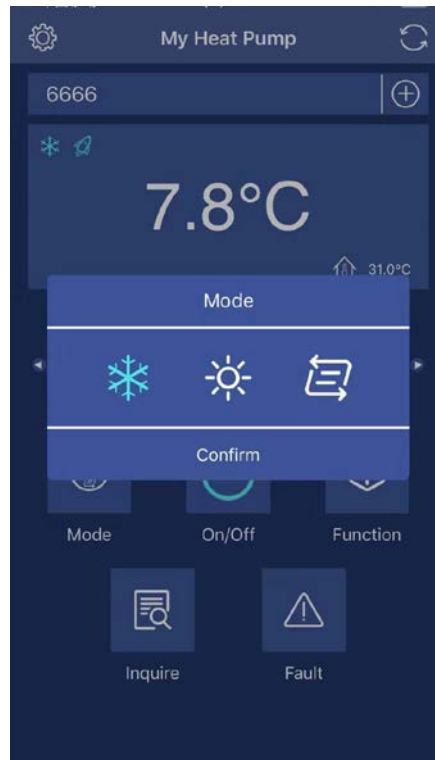 My Heat Pump
6666
7.8°C
31.0°C
Mode
Confirm
Mode
On/Off
Function
Inquire
Fault